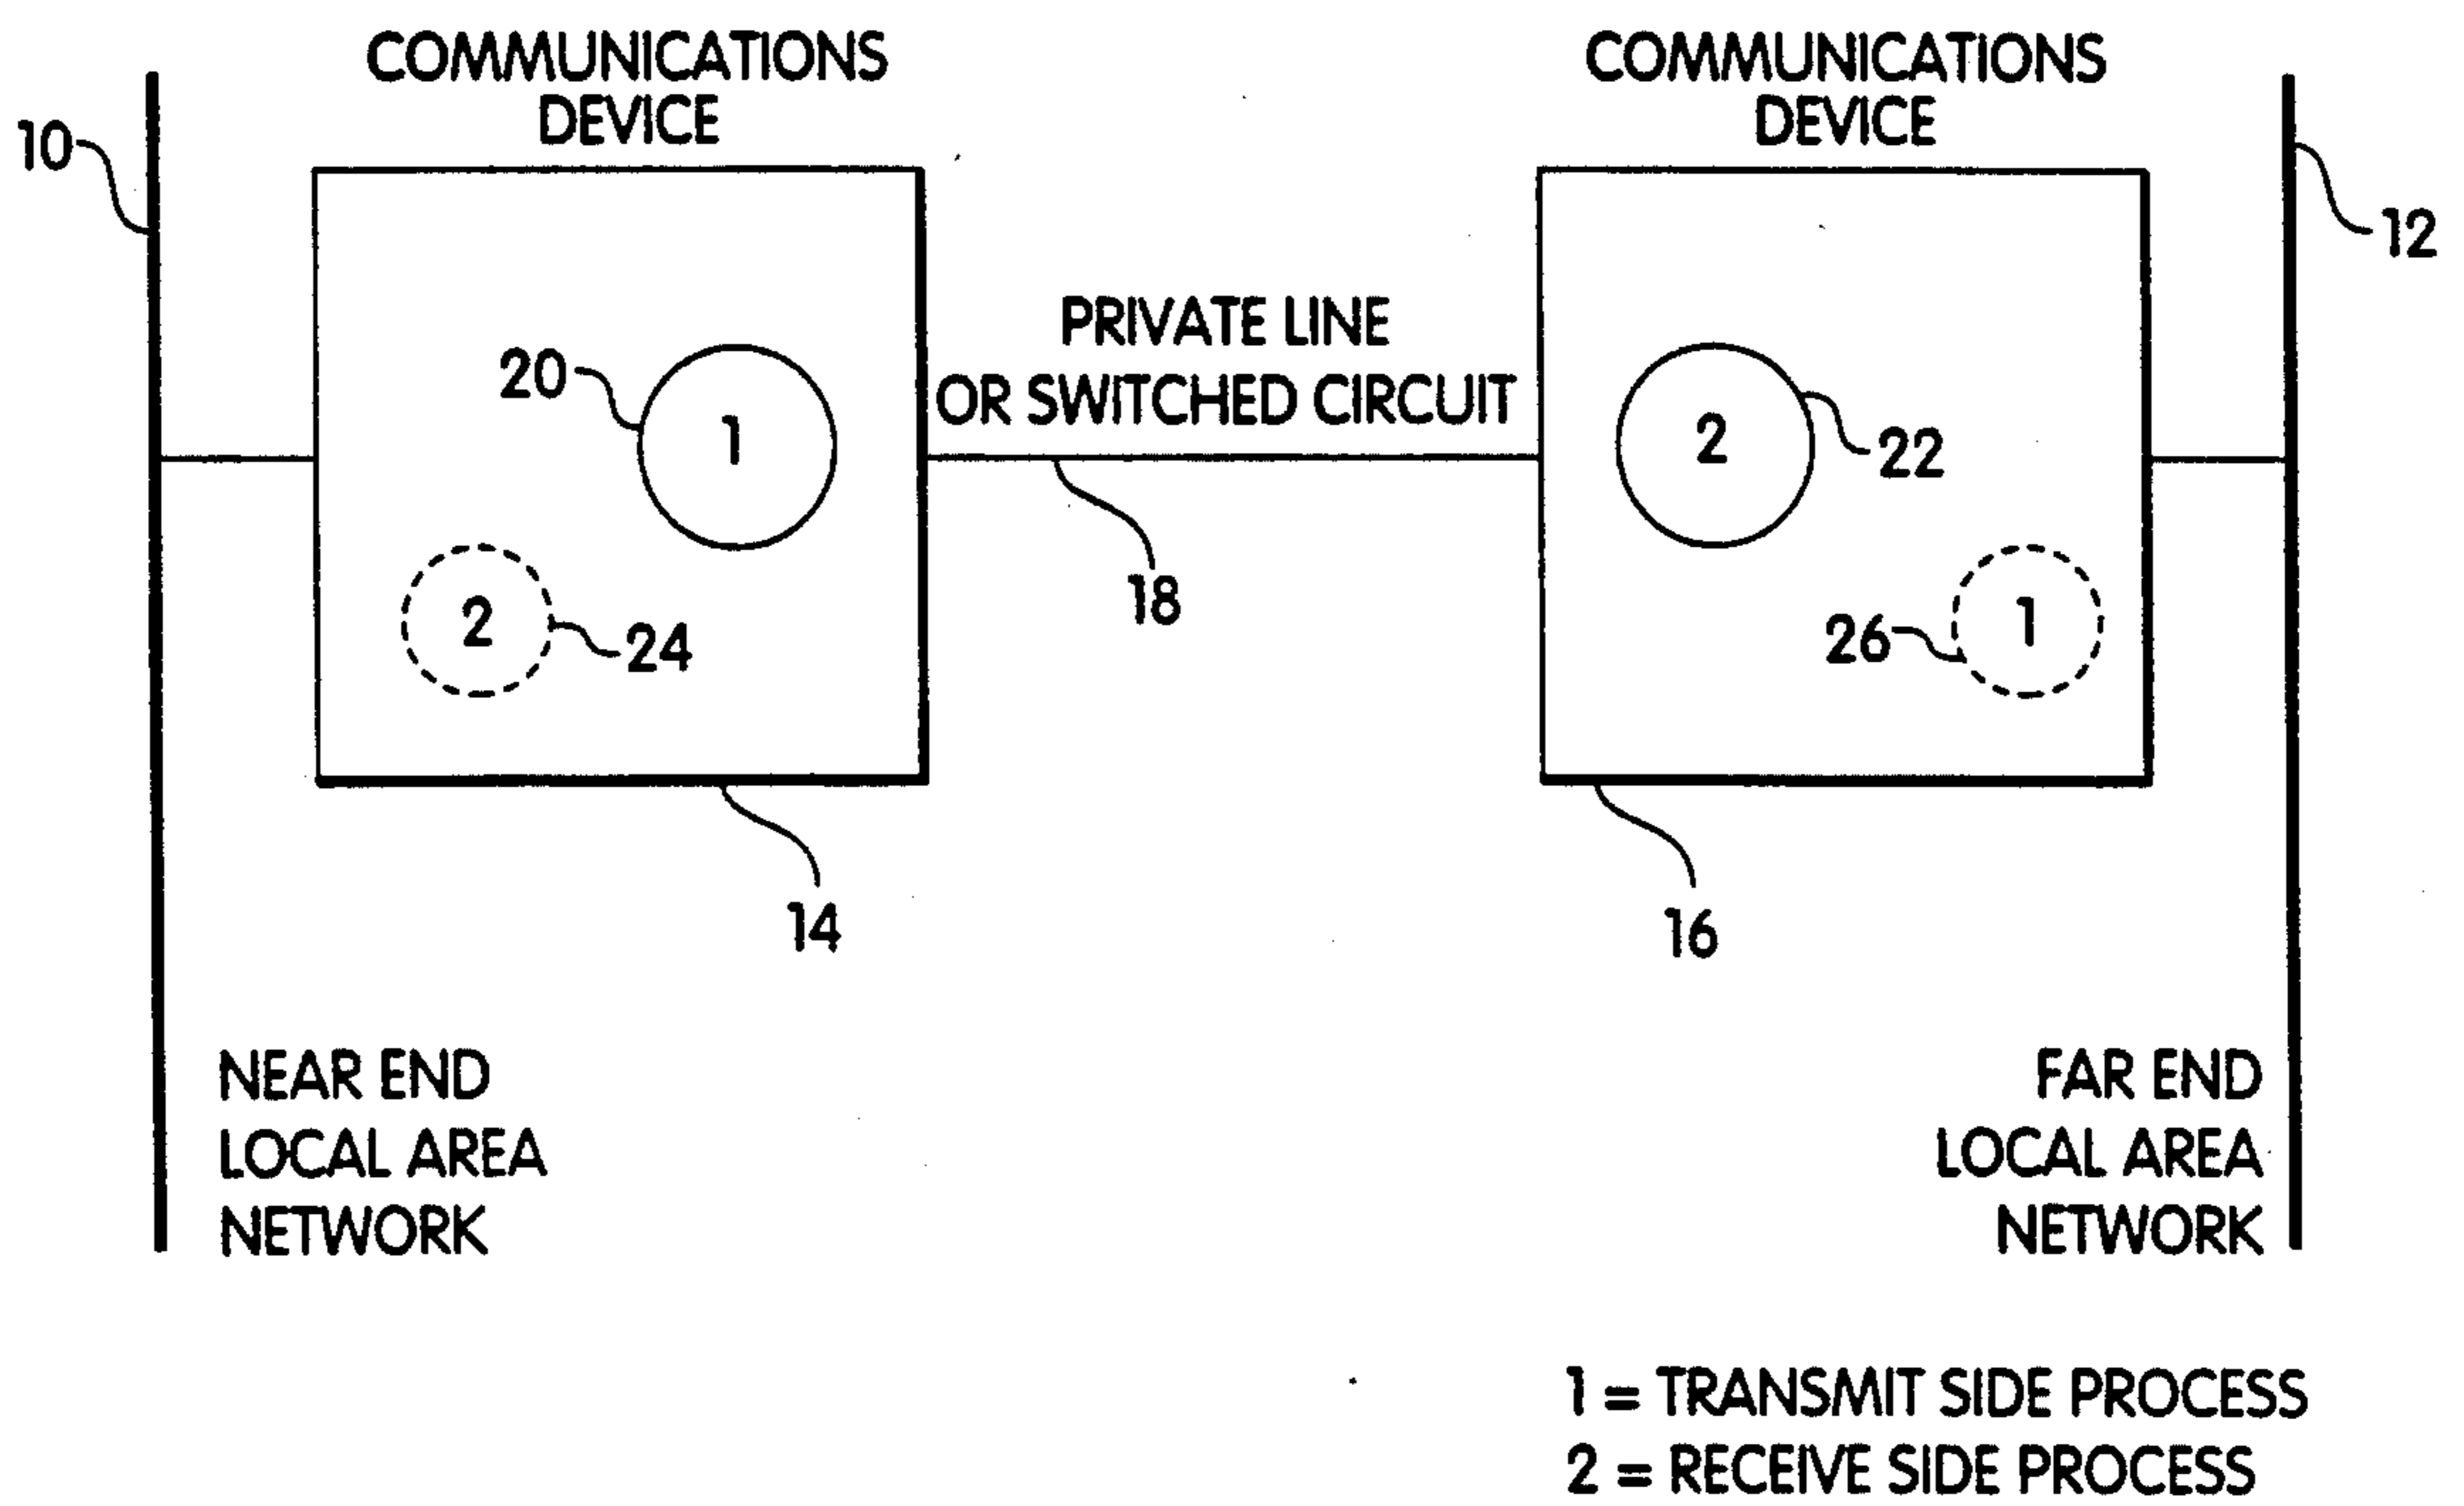 COMMUNICATIONS
DEVICE
COMMUNICATIONS
DEVICE
10
12
PRIVATE LINE
OR SWITCHED CIRCUIT
20
1
2
22
18
2
24
26
1
14
16
NEAR END
LOCAL AREA
NETWORK
FAR END
LOCAL AREA
NETWORK
1 = TRANSMIT SIDE PROCESS
2 = RECEIVE SIDE PROCESS